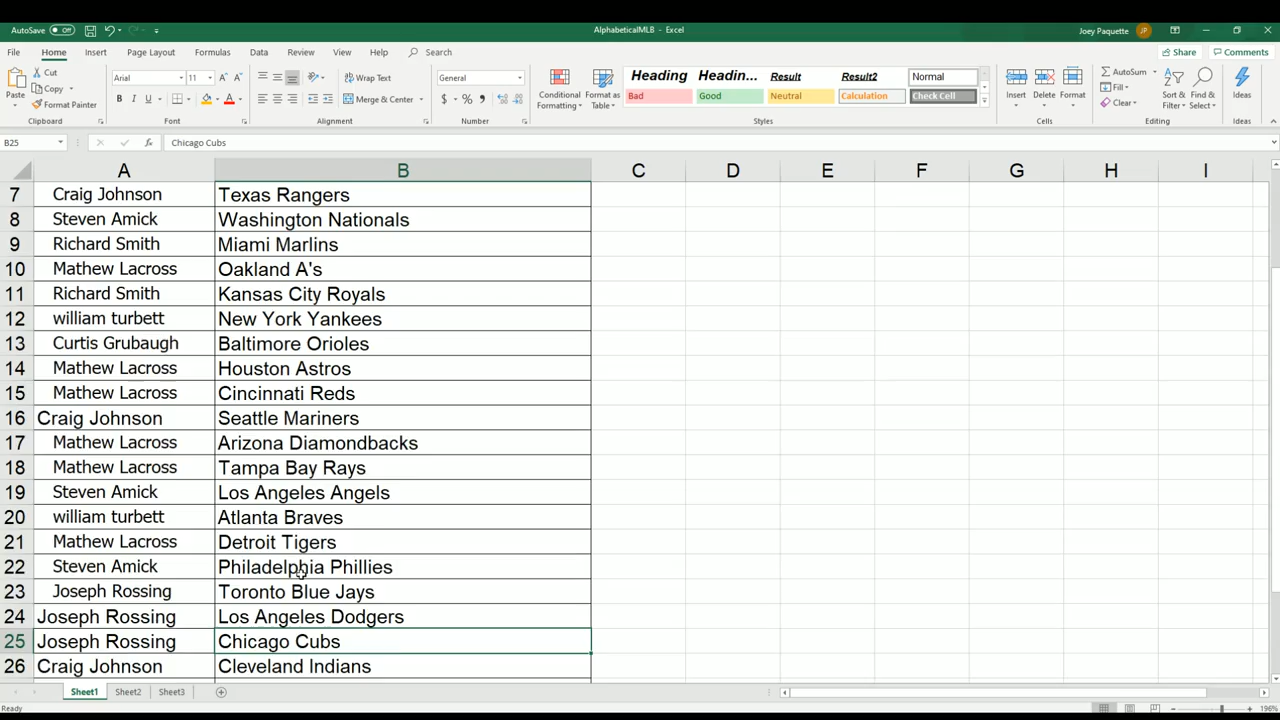 AutoSave Off AlphabeticalMLB - Excel Joey Paquette JP
File Home Insert Page Layout Formulas Data Review View Help Search Share Comments
Paste Cut Copy Format Painter Clipboard
Arial 11 A A B I U A Font
Wrap Text Merge & Center Alignment
General $ % , Number
Conditional Formatting Format as Table
Heading Headin... Result Result2 Normal
Bad Good Neutral Calculation Check Cell
Styles
Insert Delete Format Cells
AutoSum Fill Clear Sort & Filter Find & Select Editing
Ideas Ideas
B25 fx Chicago Cubs
A B C D E F G H I
7 Craig Johnson Texas Rangers
8 Steven Amick Washington Nationals
9 Richard Smith Miami Marlins
10 Mathew Lacross Oakland A's
11 Richard Smith Kansas City Royals
12 william turbett New York Yankees
13 Curtis Grubaugh Baltimore Orioles
14 Mathew Lacross Houston Astros
15 Mathew Lacross Cincinnati Reds
16 Craig Johnson Seattle Mariners
17 Mathew Lacross Arizona Diamondbacks
18 Mathew Lacross Tampa Bay Rays
19 Steven Amick Los Angeles Angels
20 william turbett Atlanta Braves
21 Mathew Lacross Detroit Tigers
22 Steven Amick Philadelphia Phillies
23 Joseph Rossing Toronto Blue Jays
24 Joseph Rossing Los Angeles Dodgers
25 Joseph Rossing Chicago Cubs
26 Craig Johnson Cleveland Indians
Sheet1 Sheet2 Sheet3
Ready 196%